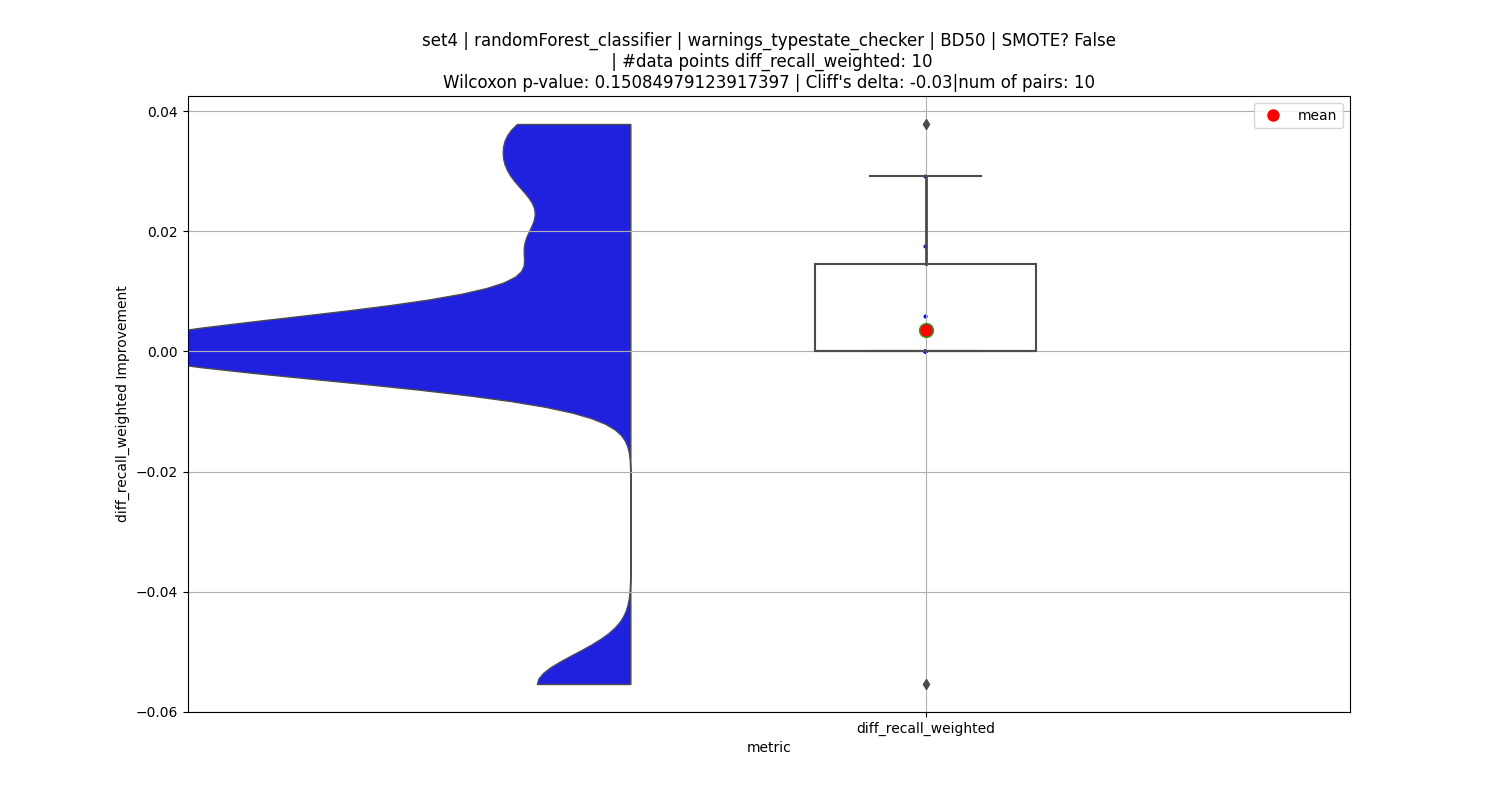 set4 | randomForest_classifier | warnings_typestate_checker | BD50 | SMOTE? False
| #data points diff_recall_weighted: 10
Wilcoxon p-value: 0.15084979123917397 | Cliff's delta: -0.03|num of pairs: 10
mean
0.04
0.02
0.00
−0.02
−0.04
−0.06
diff_recall_weighted Improvement
diff_recall_weighted
metric